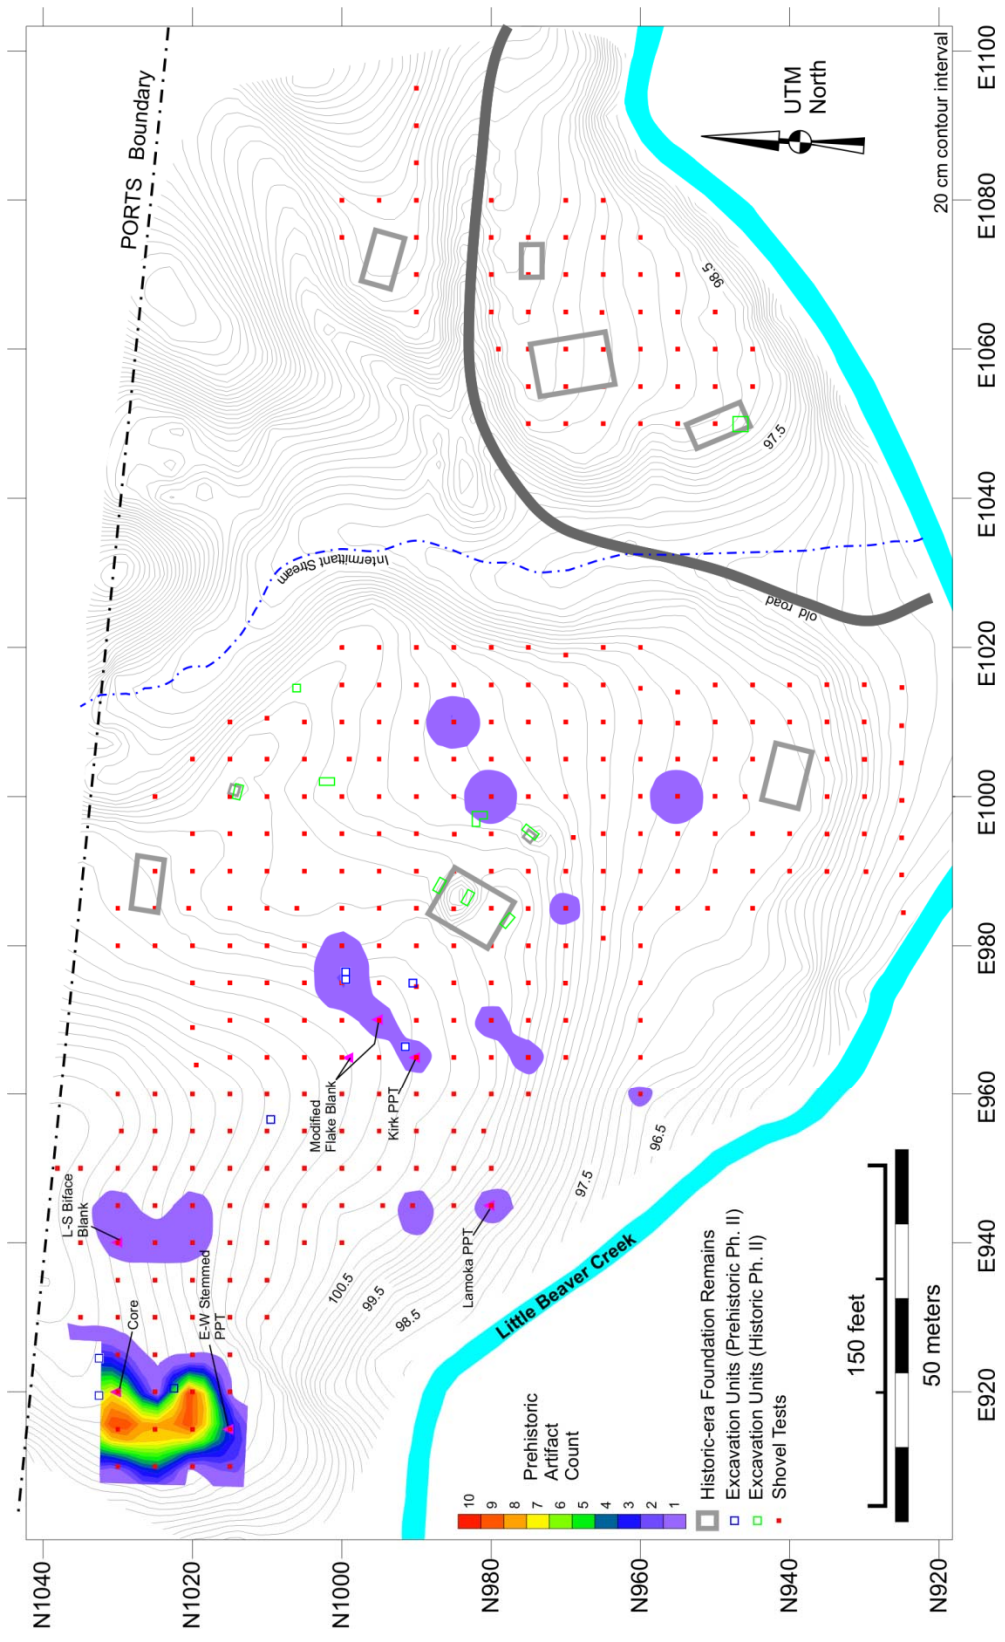 PORTS Boundary
UTM
North
20 cm contour interval
98.5
97.5
Intermittant Stream
old road
L-S Biface
Blank
Core
E-W Stemmed
PPT
Modified
Flake Blank
Kirk PPT
Lamoka PPT
100.5
99.5
98.5
97.5
96.5
Little Beaver Creek
Prehistoric
Artifact
Count
10
9
8
7
6
5
4
3
2
1
Historic-era Foundation Remains
Excavation Units (Prehistoric Ph. II)
Excavation Units (Historic Ph. II)
Shovel Tests
150 feet
50 meters
N1040
N1020
N1000
N980
N960
N940
N920
E920
E940
E960
E980
E1000
E1020
E1040
E1060
E1080
E1100